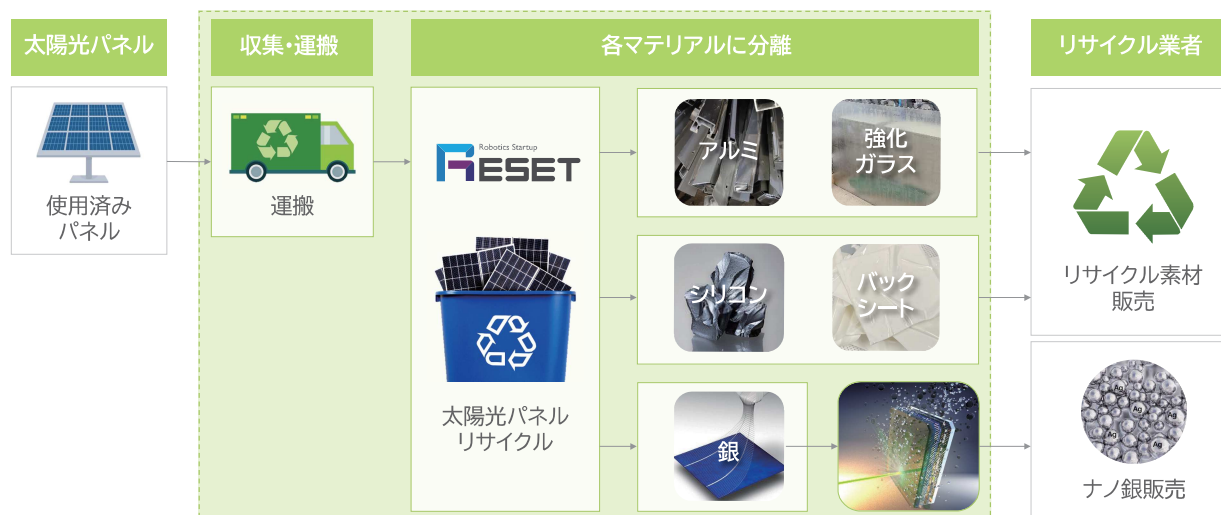 太陽光パネル
収集・運搬
各マテリアルに分離
リサイクル業者
使用済み
パネル
運搬
Robotics Startup
RESET
太陽光パネル
リサイクル
アルミ
強化
ガラス
シリコン
バック
シート
銀
リサイクル素材
販売
Ag
Ag
Ag
Ag
ナノ銀販売